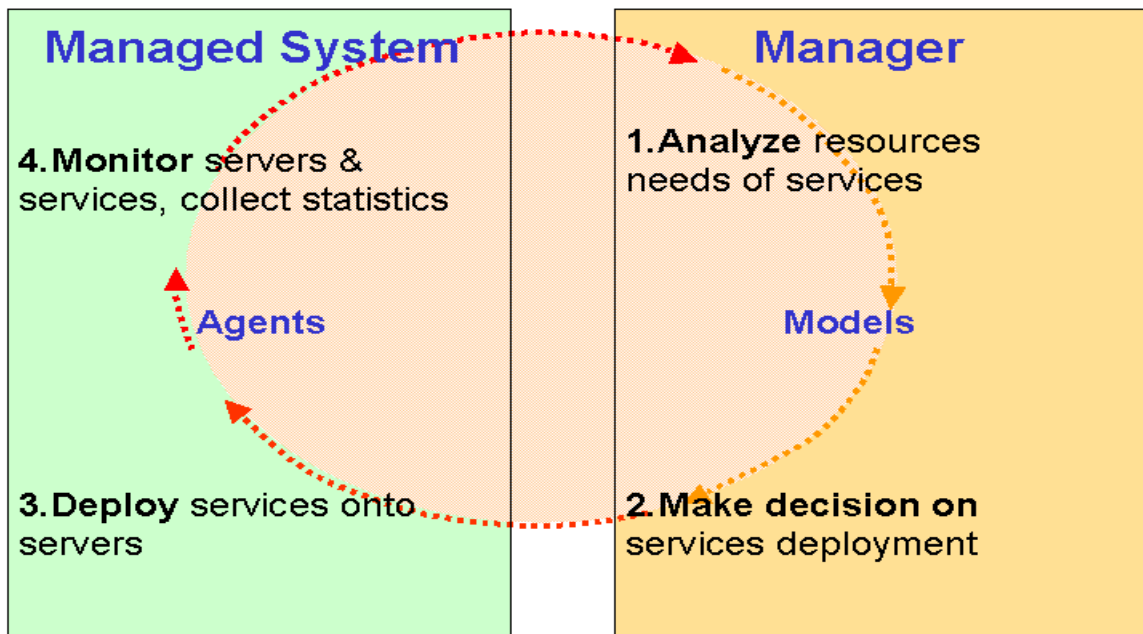 Managed System
4.Monitor servers &
services, collect statistics
Agents
3.Deploy services onto
servers
Manager
1.Analyze resources
needs of services
Models
2.Make decision on
services deployment